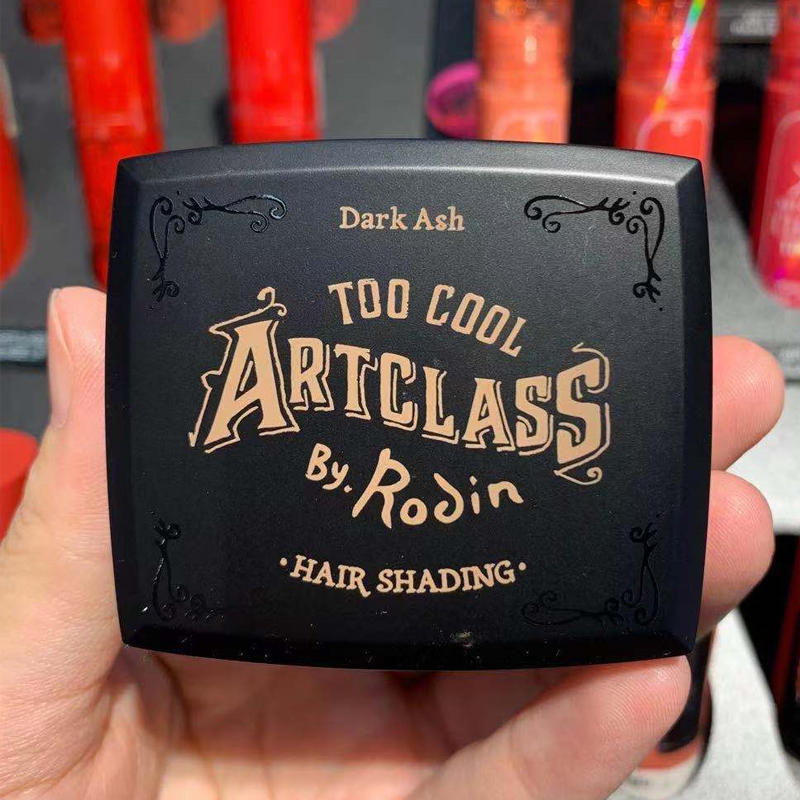 Dark Ash
TOO COOL
ARTCLASS
By. Rodin
·HAIR SHADING·